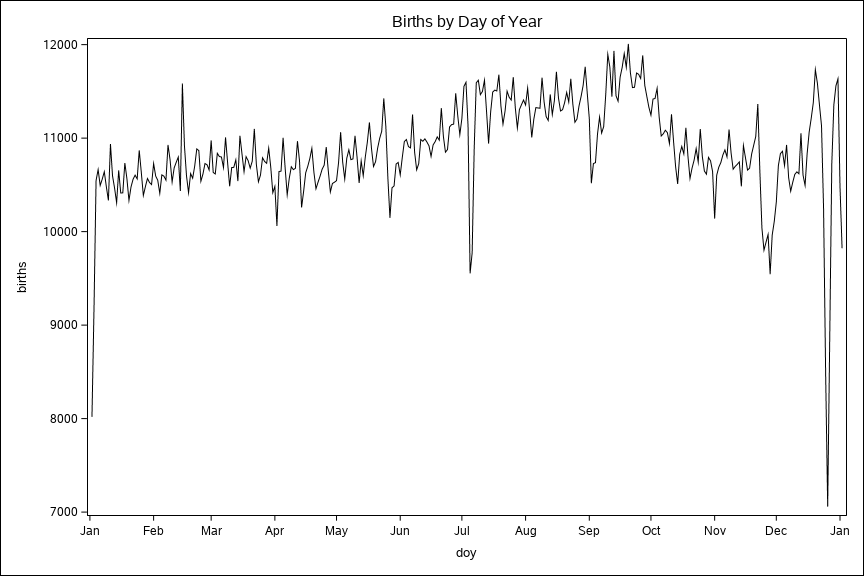 Births by Day of Year
12000
11000
10000
9000
8000
7000
births
Jan Feb Mar Apr May Jun Jul Aug Sep Oct Nov Dec Jan
doy